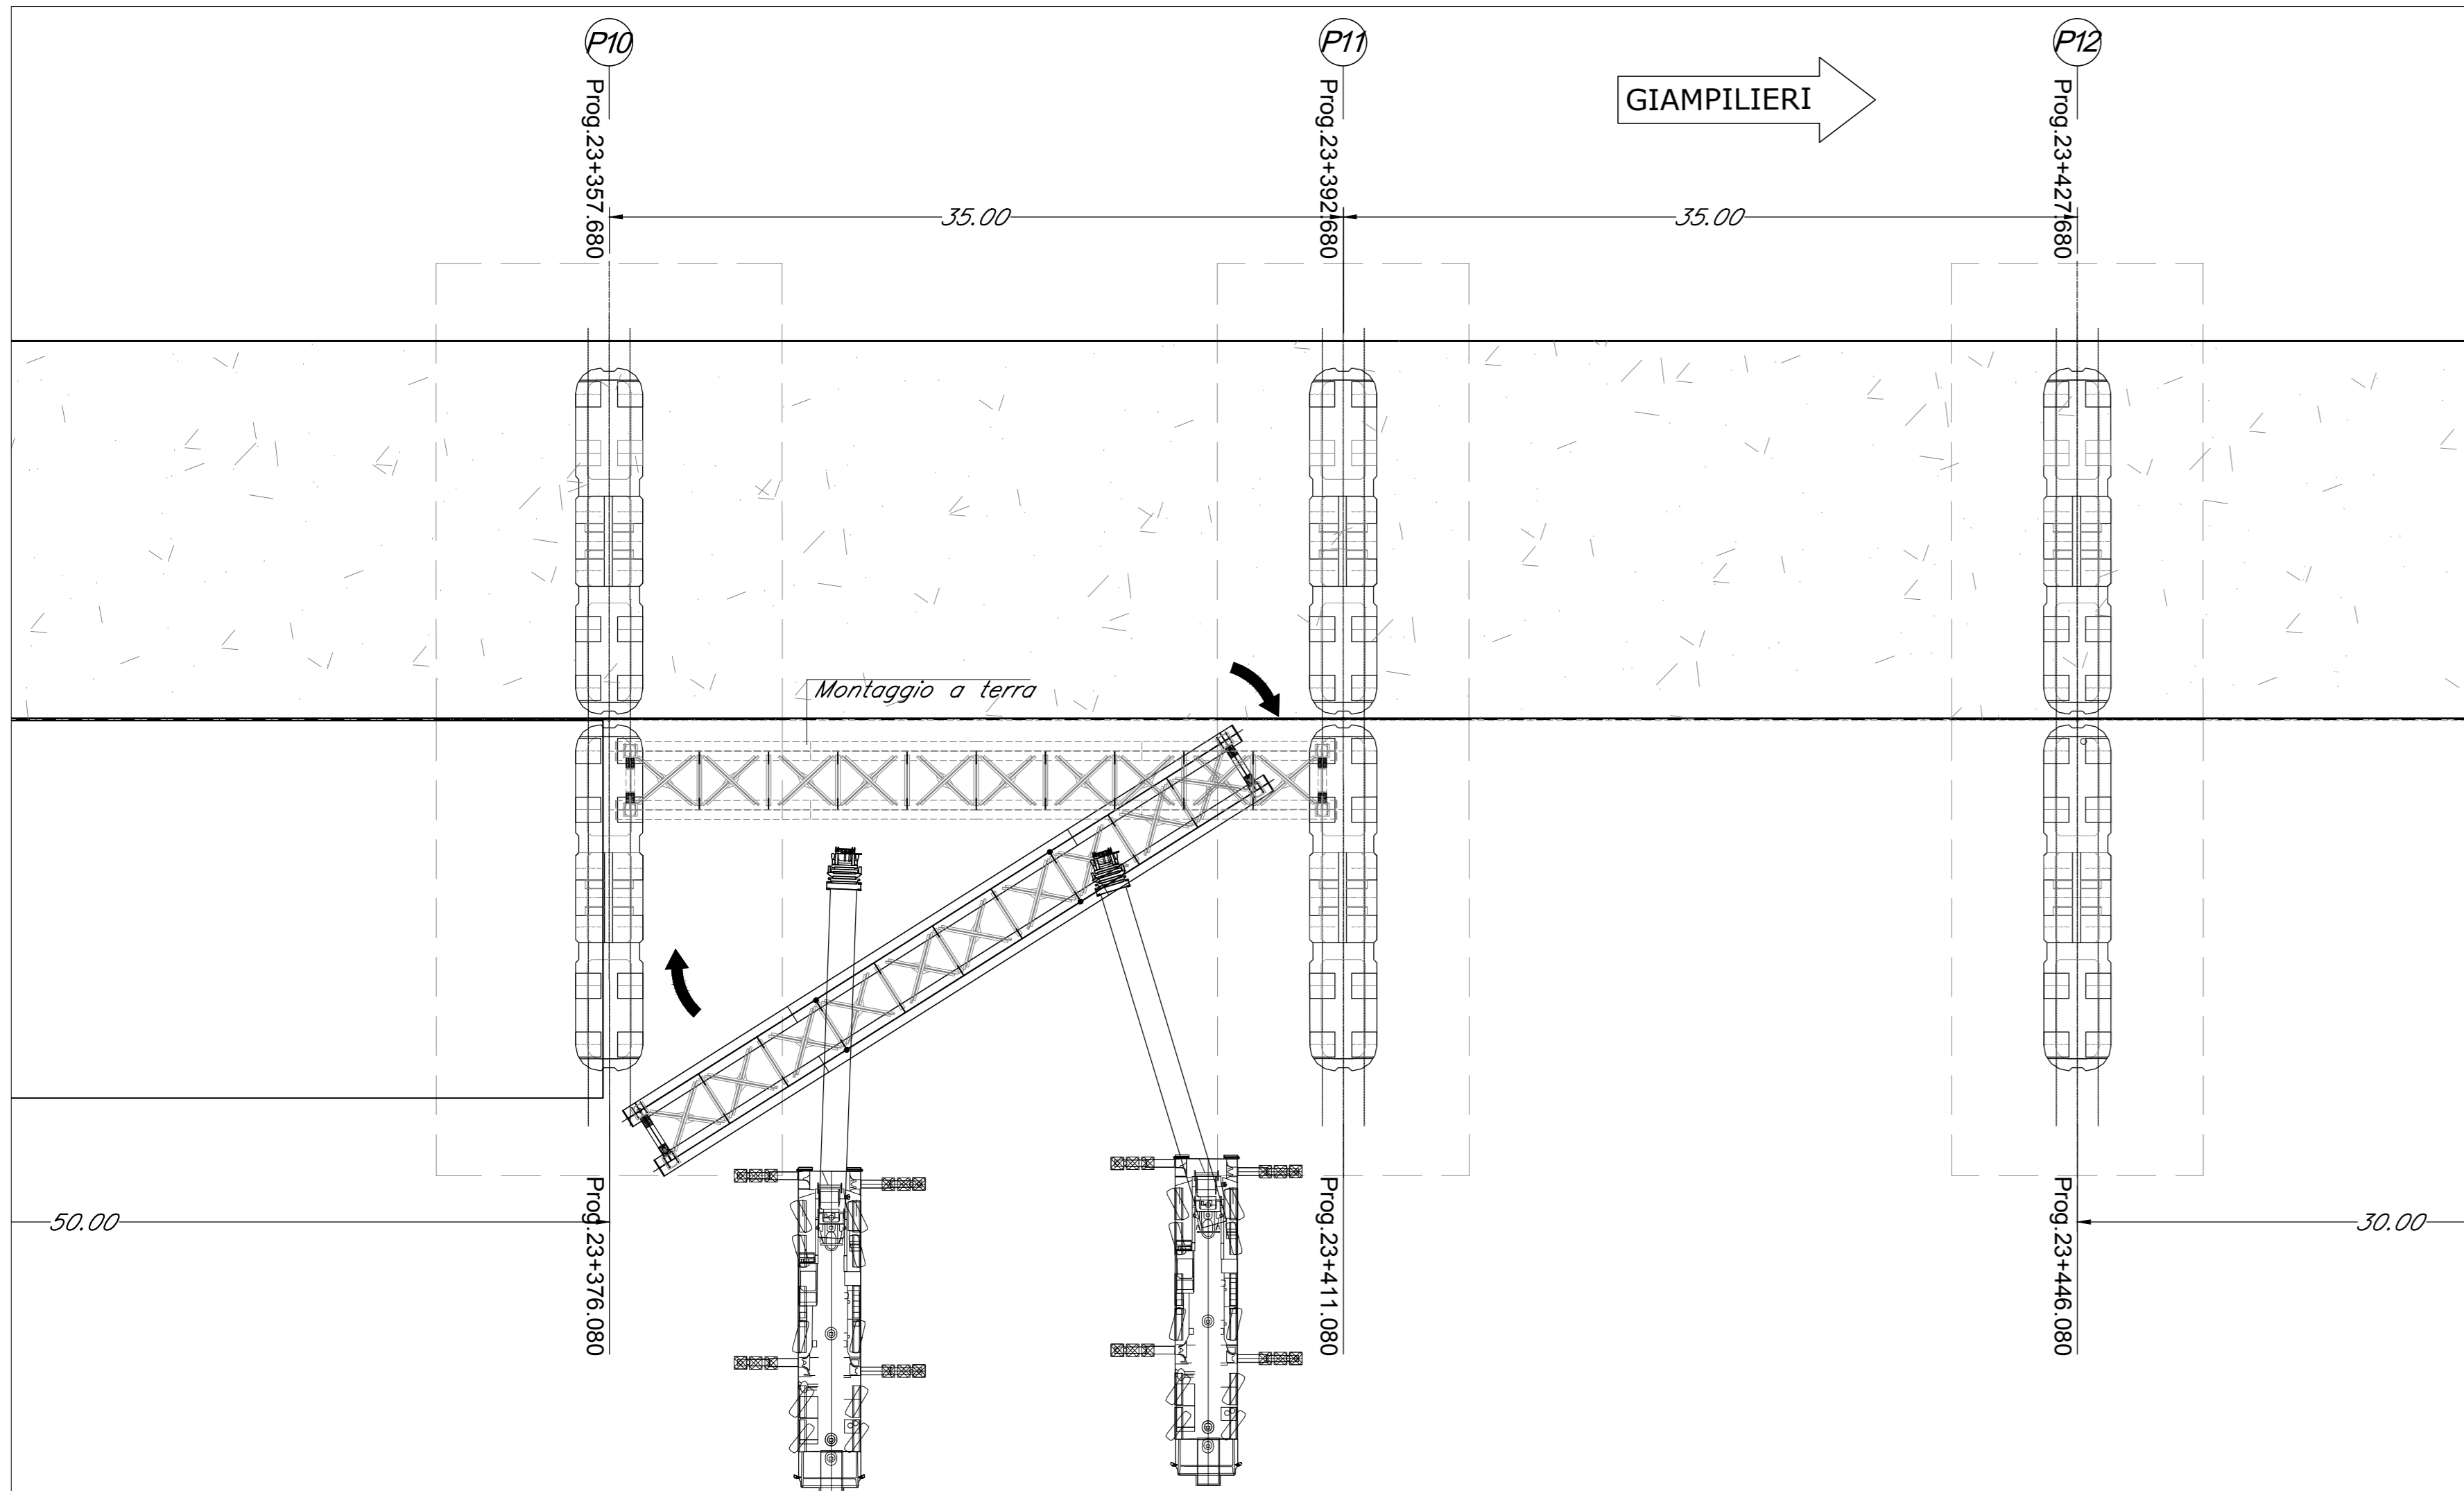 P10
P11
P12
Prog.23+357.680
Prog.23+392.680
GIAMPILIERI
Prog.23+427.680
35.00
35.00
Montaggio a terra
50.00
Prog.23+376.080
Prog.23+411.080
Prog.23+446.080
30.00